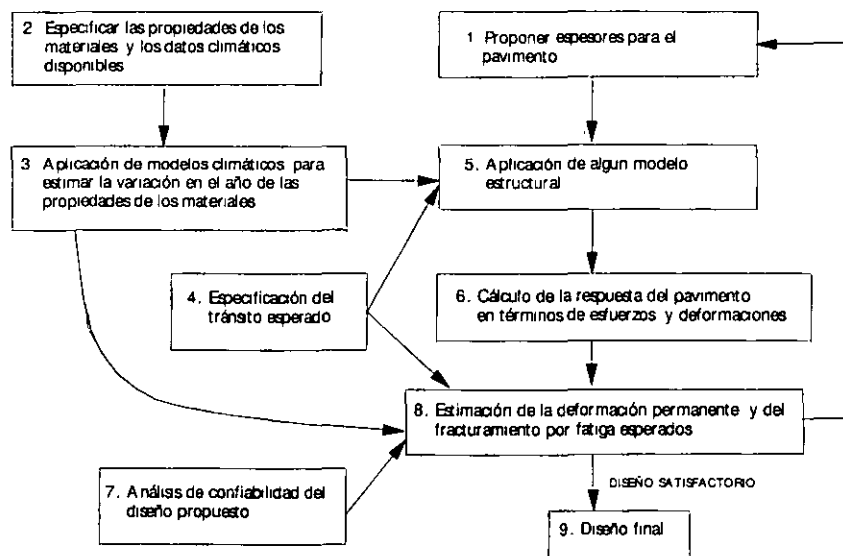 2 Especificar las propiedades de los
materiales y los datos climáticos
disponibles
1 Proponer espesores para el
pavimento
3 Aplicación de modelos climáticos para
estimar la variación en el año de las
propiedades de los materiales
5. Aplicación de algun modelo
estructural
4. Especificación del
tránsito esperado
6. Cálculo de la respuesta del pavimento
en términos de esfuerzos y deformaciones
8. Estimación de la deformación permanente y del
fracturamiento por fatiga esperados
7. Análisis de confiabilidad del
diseño propuesto
DISEÑO SATISFACTORIO
9. Diseño final